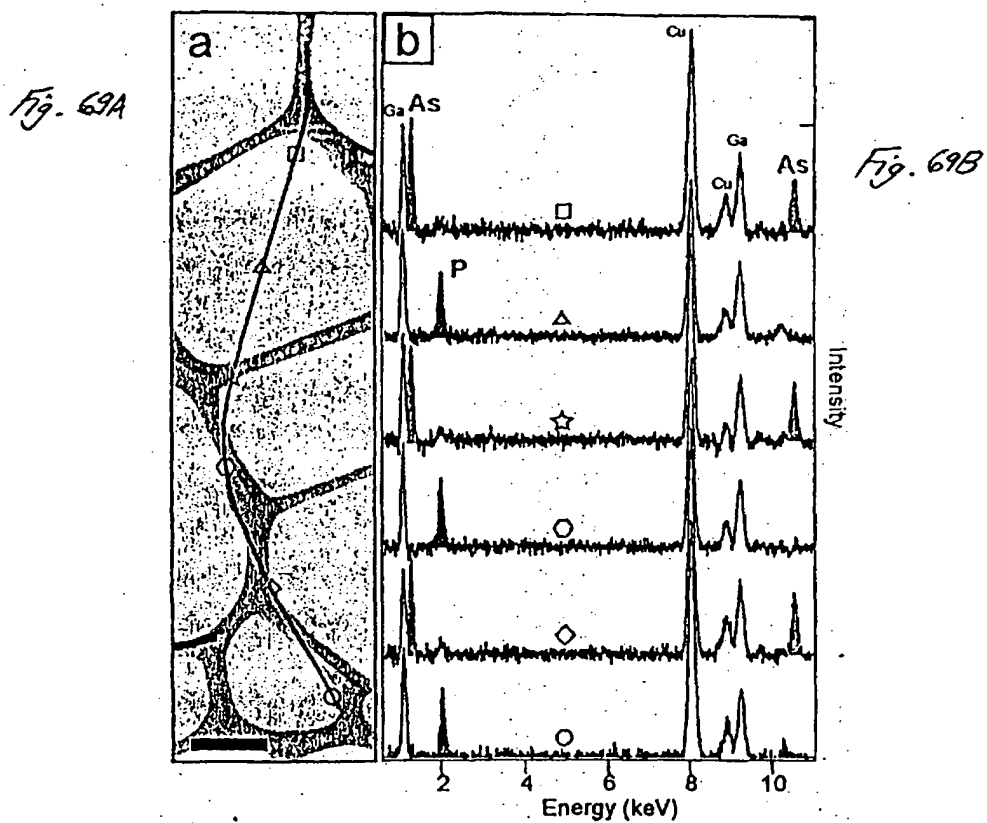 Fig. 69A
a
b
Cu
Ga As
Ga
Cu
As
Fig. 69B
P
Intensity
2 4 6 8 10
Energy (keV)